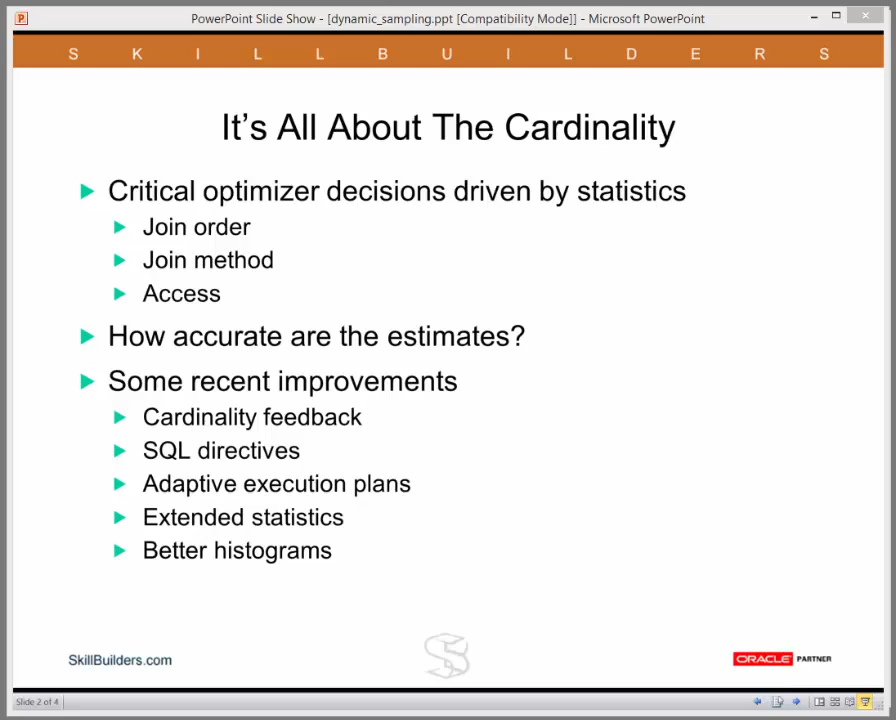 PowerPoint Slide Show - [dynamic_sampling.ppt [Compatibility Mode]] - Microsoft PowerPoint
S K I L L B U I L D E R S
It's All About The Cardinality
Critical optimizer decisions driven by statistics
Join order
Join method
Access
How accurate are the estimates?
Some recent improvements
Cardinality feedback
SQL directives
Adaptive execution plans
Extended statistics
Better histograms
SkillBuilders.com
ORACLE PARTNER
Slide 2 of 4